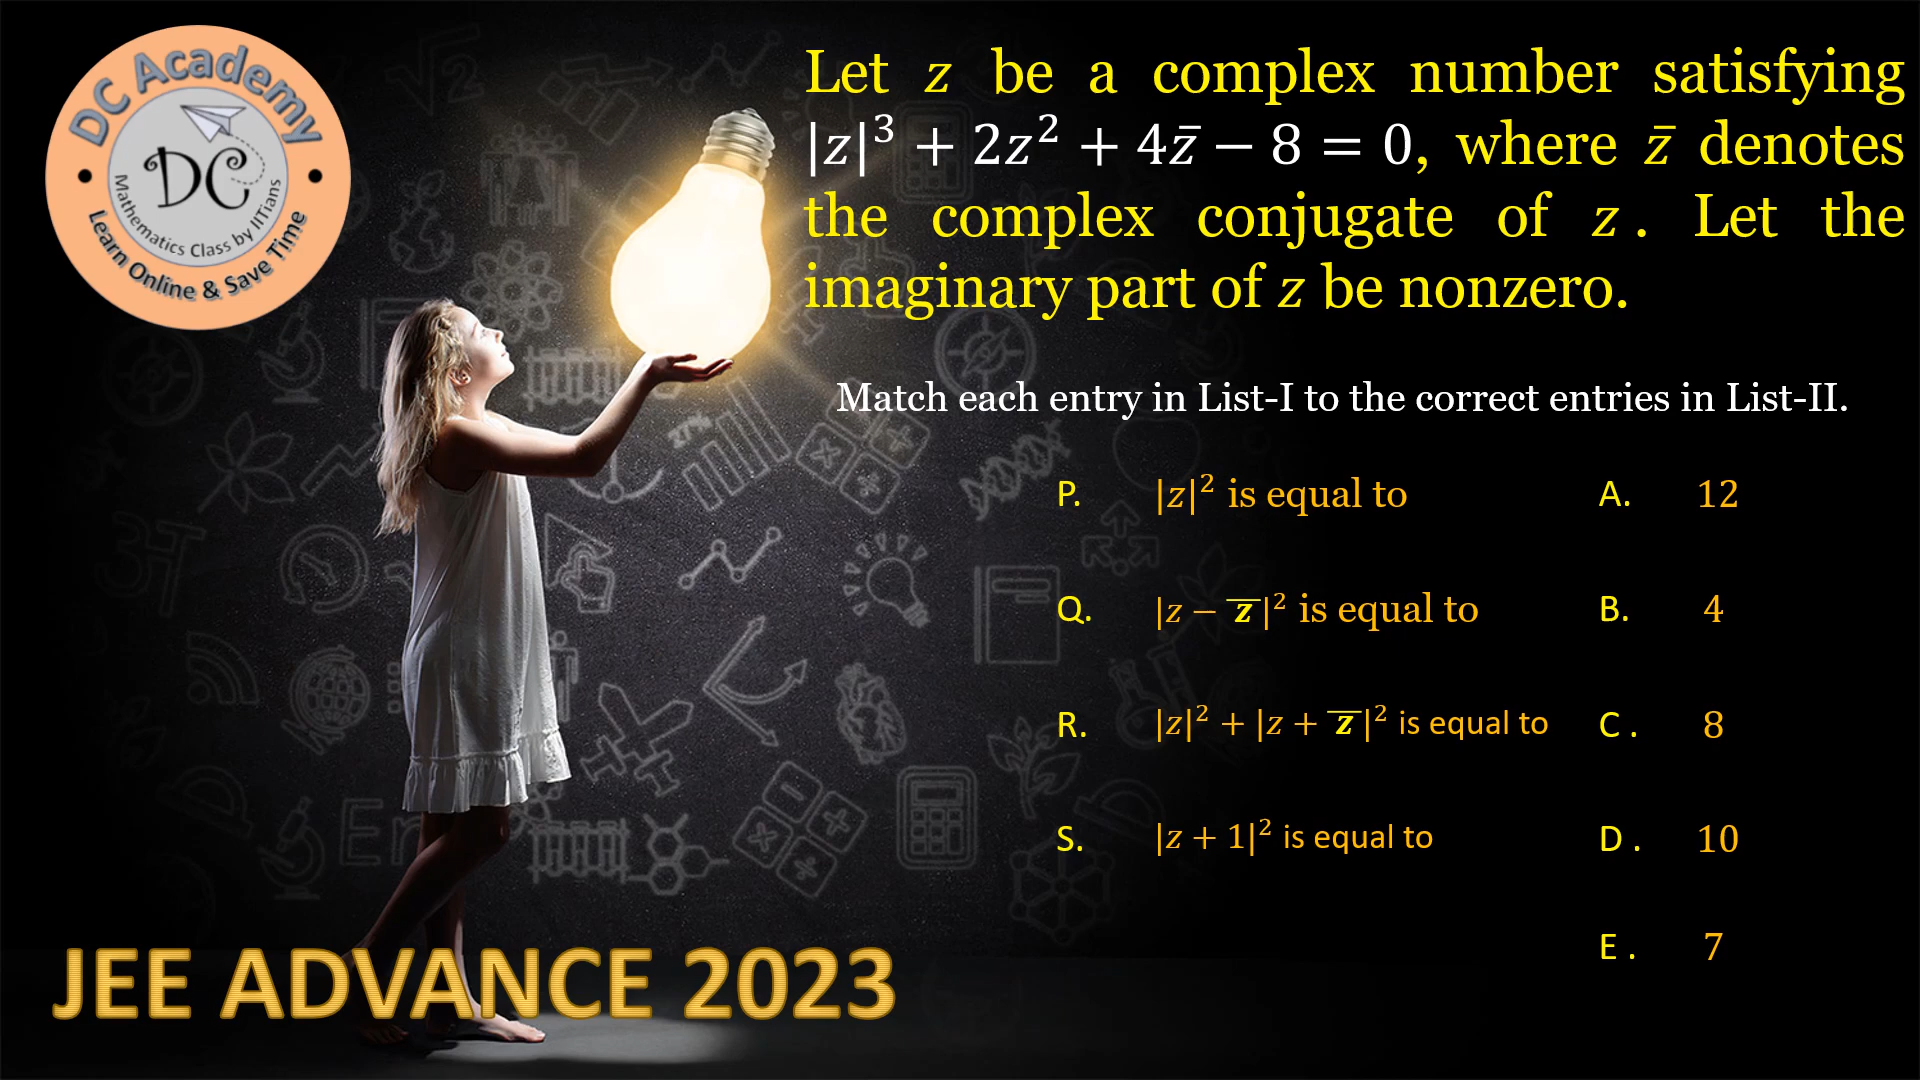 DC Academy
DC
Mathematics Class by IITians
Learn Online & Save Time
Let z be a complex number satisfying
|z|³ + 2z² + 4z̄ − 8 = 0, where z̄ denotes
the complex conjugate of z . Let the
imaginary part of z be nonzero.
Match each entry in List-I to the correct entries in List-II.
P. |z|² is equal to A. 12
Q. |z − z̄ |² is equal to B. 4
R. |z|² + |z + z̄ |² is equal to C . 8
S. |z + 1|² is equal to D . 10
E . 7
√2
27%
अ
En
JEE ADVANCE 2023